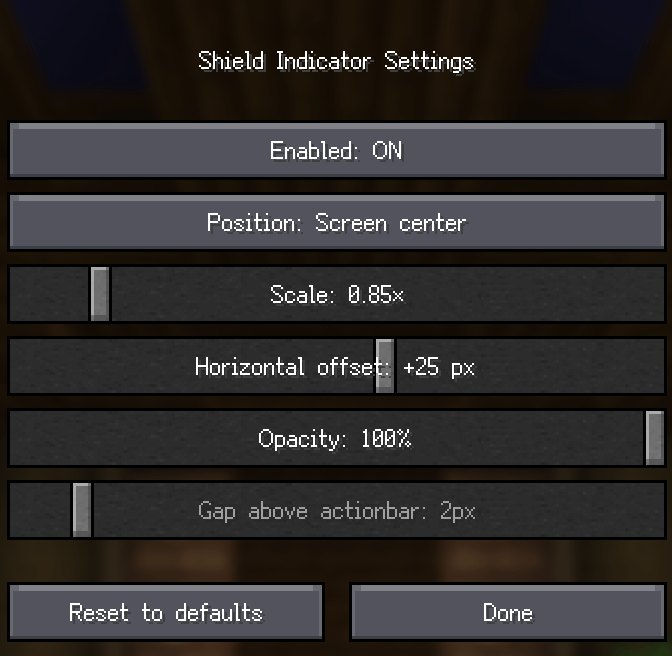 Shield Indicator Settings
Enabled: ON
Position: Screen center
Scale: 0.85x
Horizontal offset: +25 px
Opacity: 100%
Gap above actionbar: 2px
Reset to defaults
Done